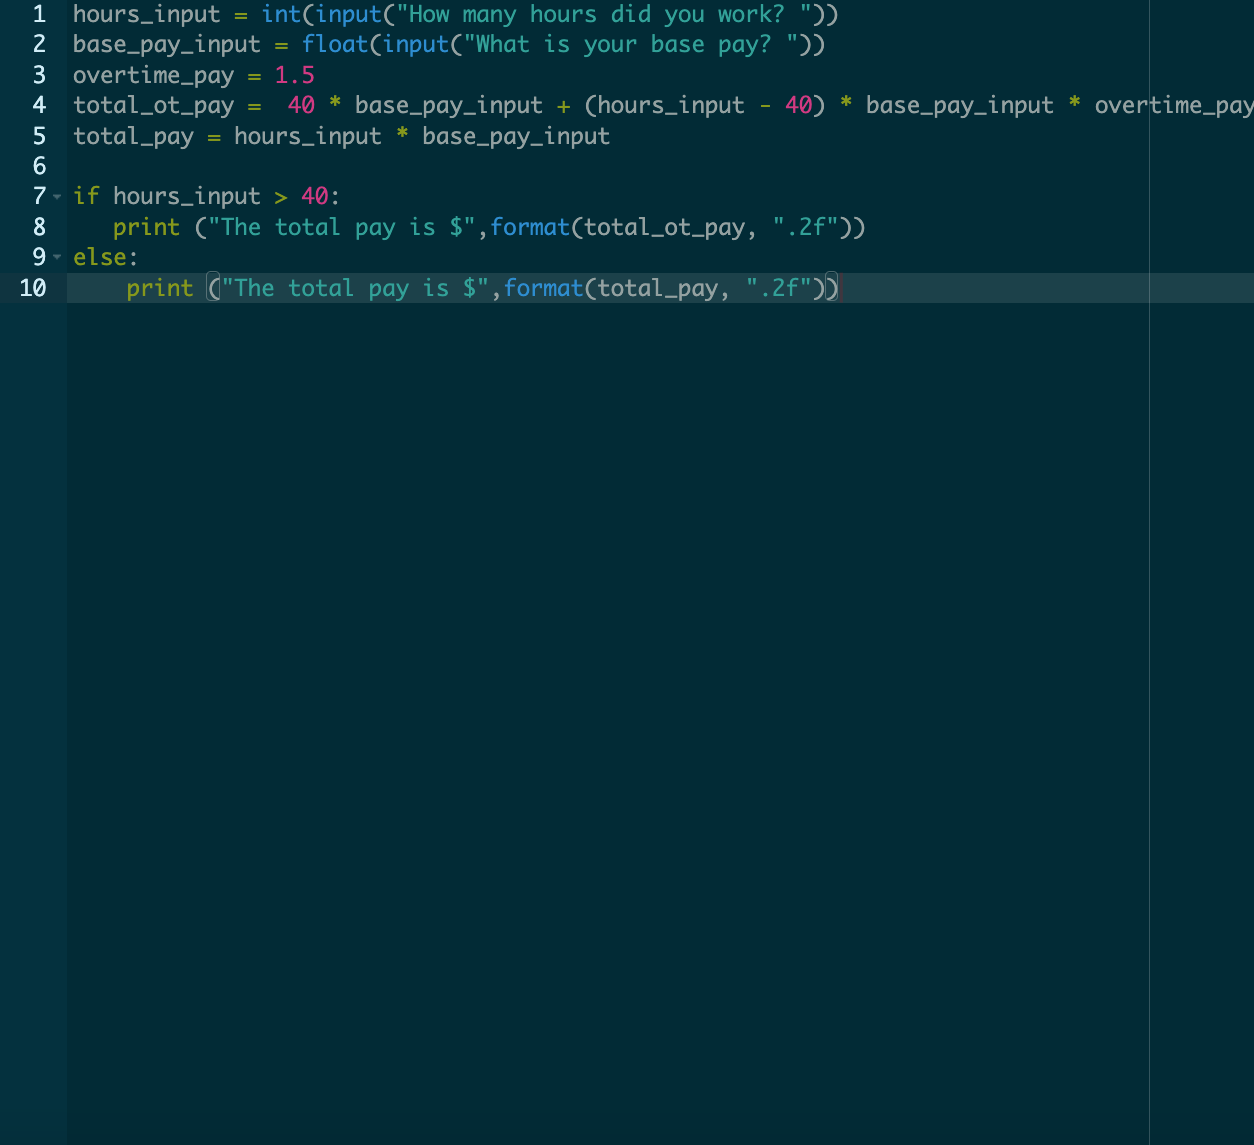 1 hours_input = int(input("How many hours did you work? "))
2 base_pay_input = float(input("What is your base pay? "))
3 overtime_pay = 1.5
4 total_ot_pay =  40 * base_pay_input + (hours_input - 40) * base_pay_input * overtime_pay
5 total_pay = hours_input * base_pay_input
6
7 if hours_input > 40:
8    print ("The total pay is $",format(total_ot_pay, ".2f"))
9 else:
10     print ("The total pay is $",format(total_pay, ".2f"))